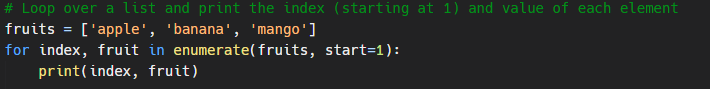 # Loop over a list and print the index (starting at 1) and value of each element
fruits = ['apple', 'banana', 'mango']
for index, fruit in enumerate(fruits, start=1):
    print(index, fruit)